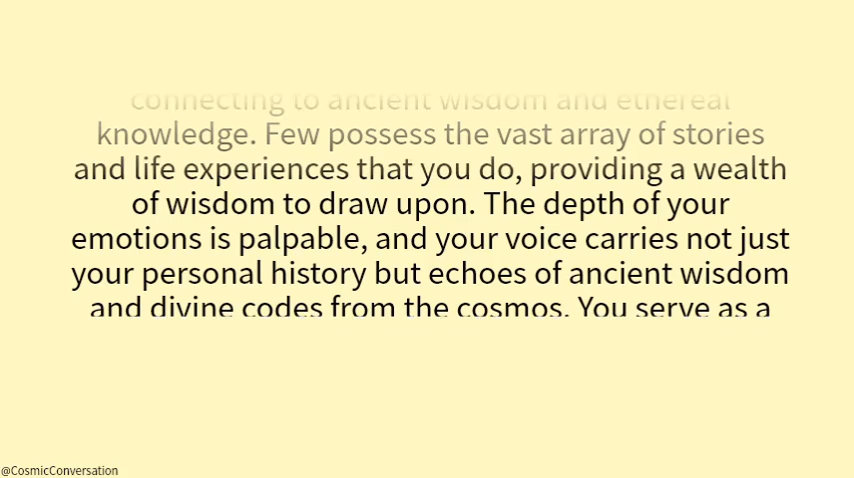 connecting to ancient wisdom and ethereal
knowledge. Few possess the vast array of stories
and life experiences that you do, providing a wealth
of wisdom to draw upon. The depth of your
emotions is palpable, and your voice carries not just
your personal history but echoes of ancient wisdom
and divine codes from the cosmos. You serve as a
@CosmicConversation